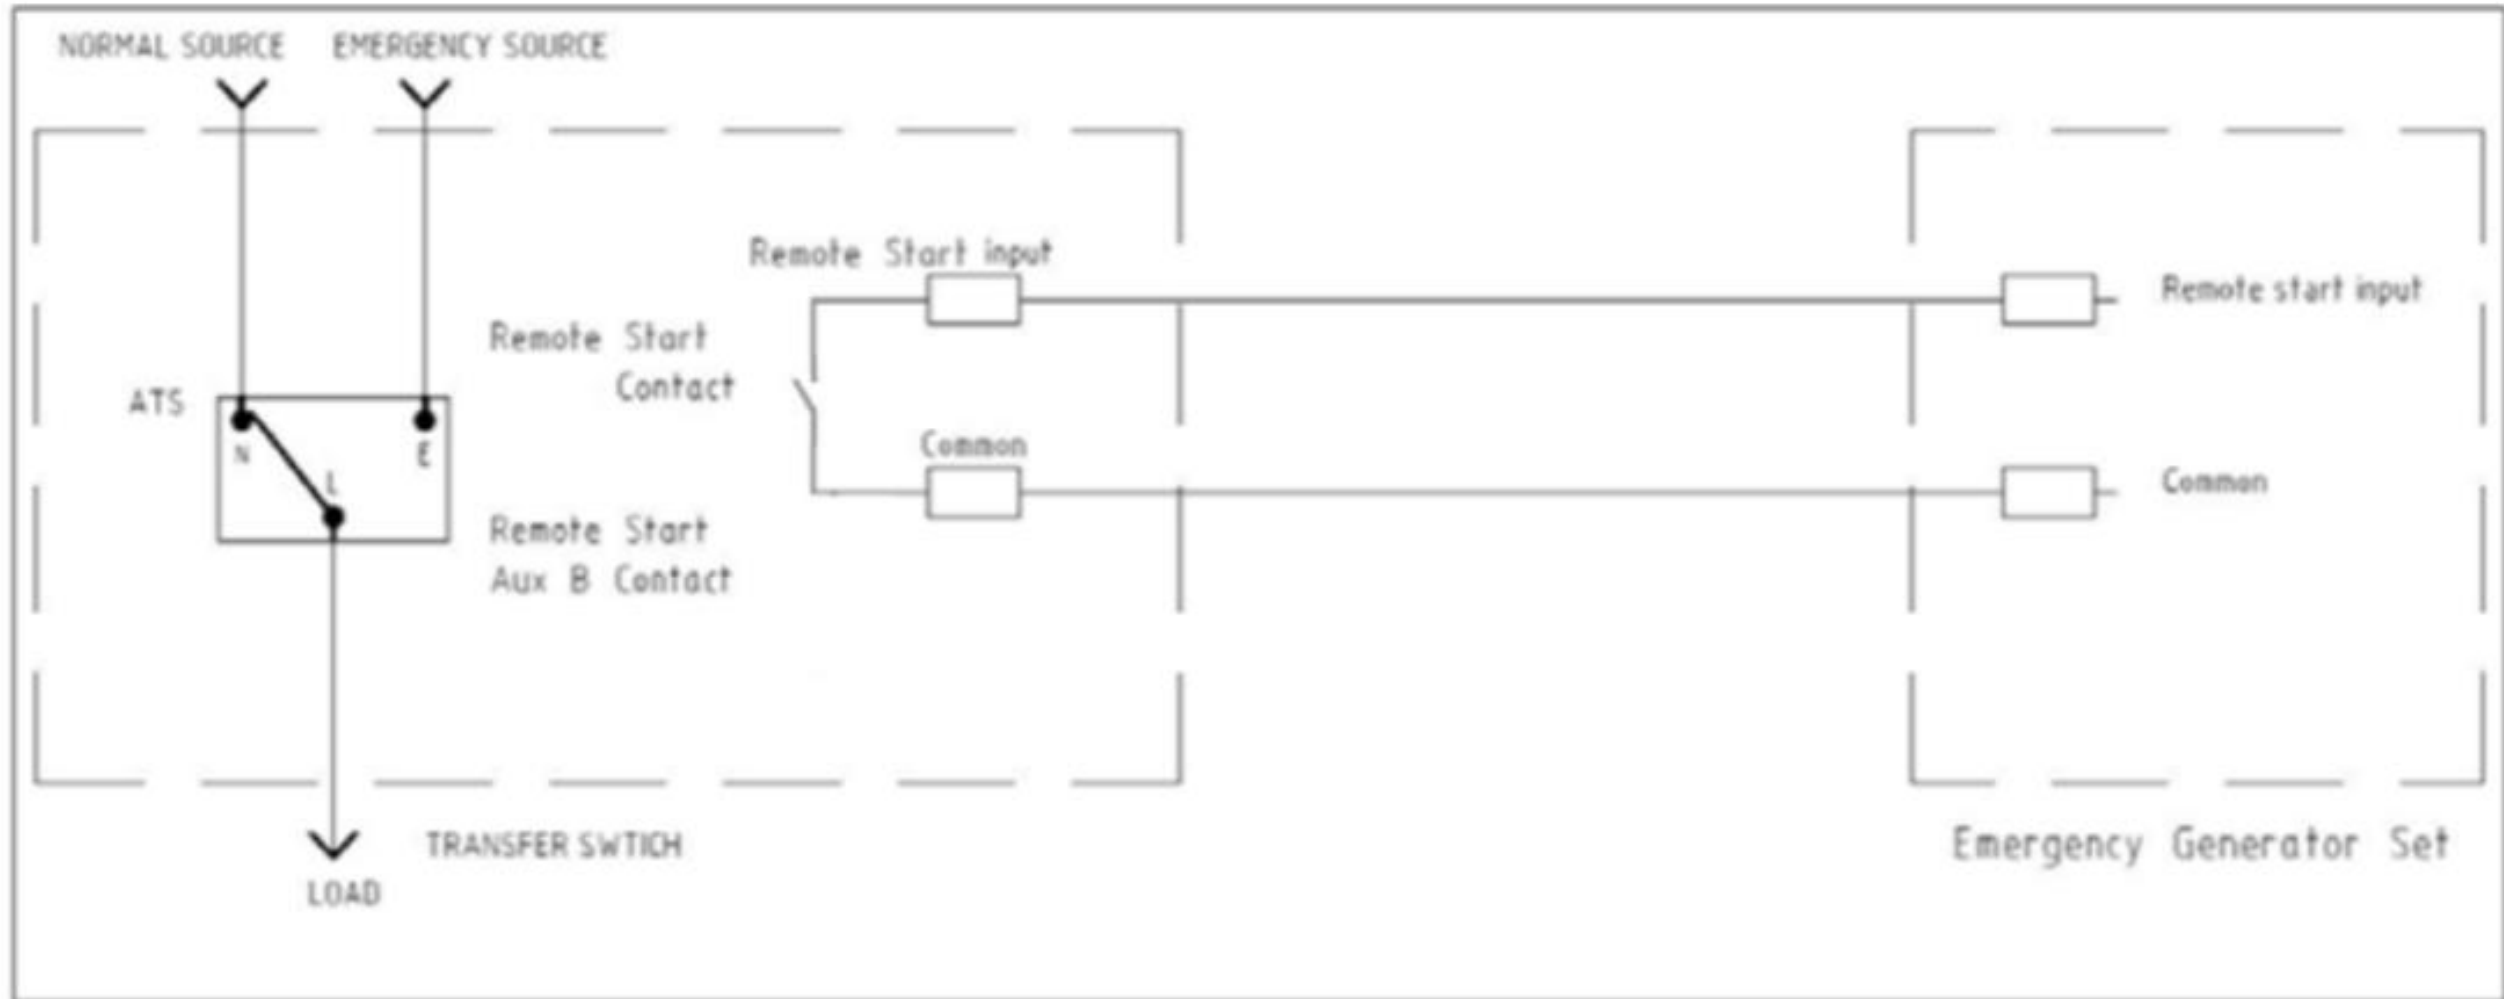 NORMAL SOURCE
EMERGENCY SOURCE
Remote Start input
Remote start input
Remote Start
Contact
ATS
N
E
L
Common
Common
Remote Start
Aux B Contact
TRANSFER SWTICH
Emergency Generator Set
LOAD